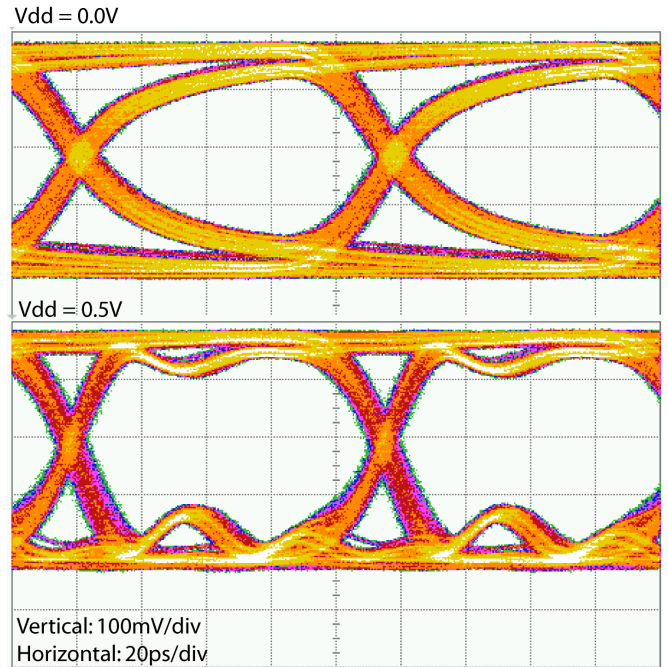 Vdd = 0.0V
Vdd = 0.5V
Vertical: 100mV/div
Horizontal: 20ps/div